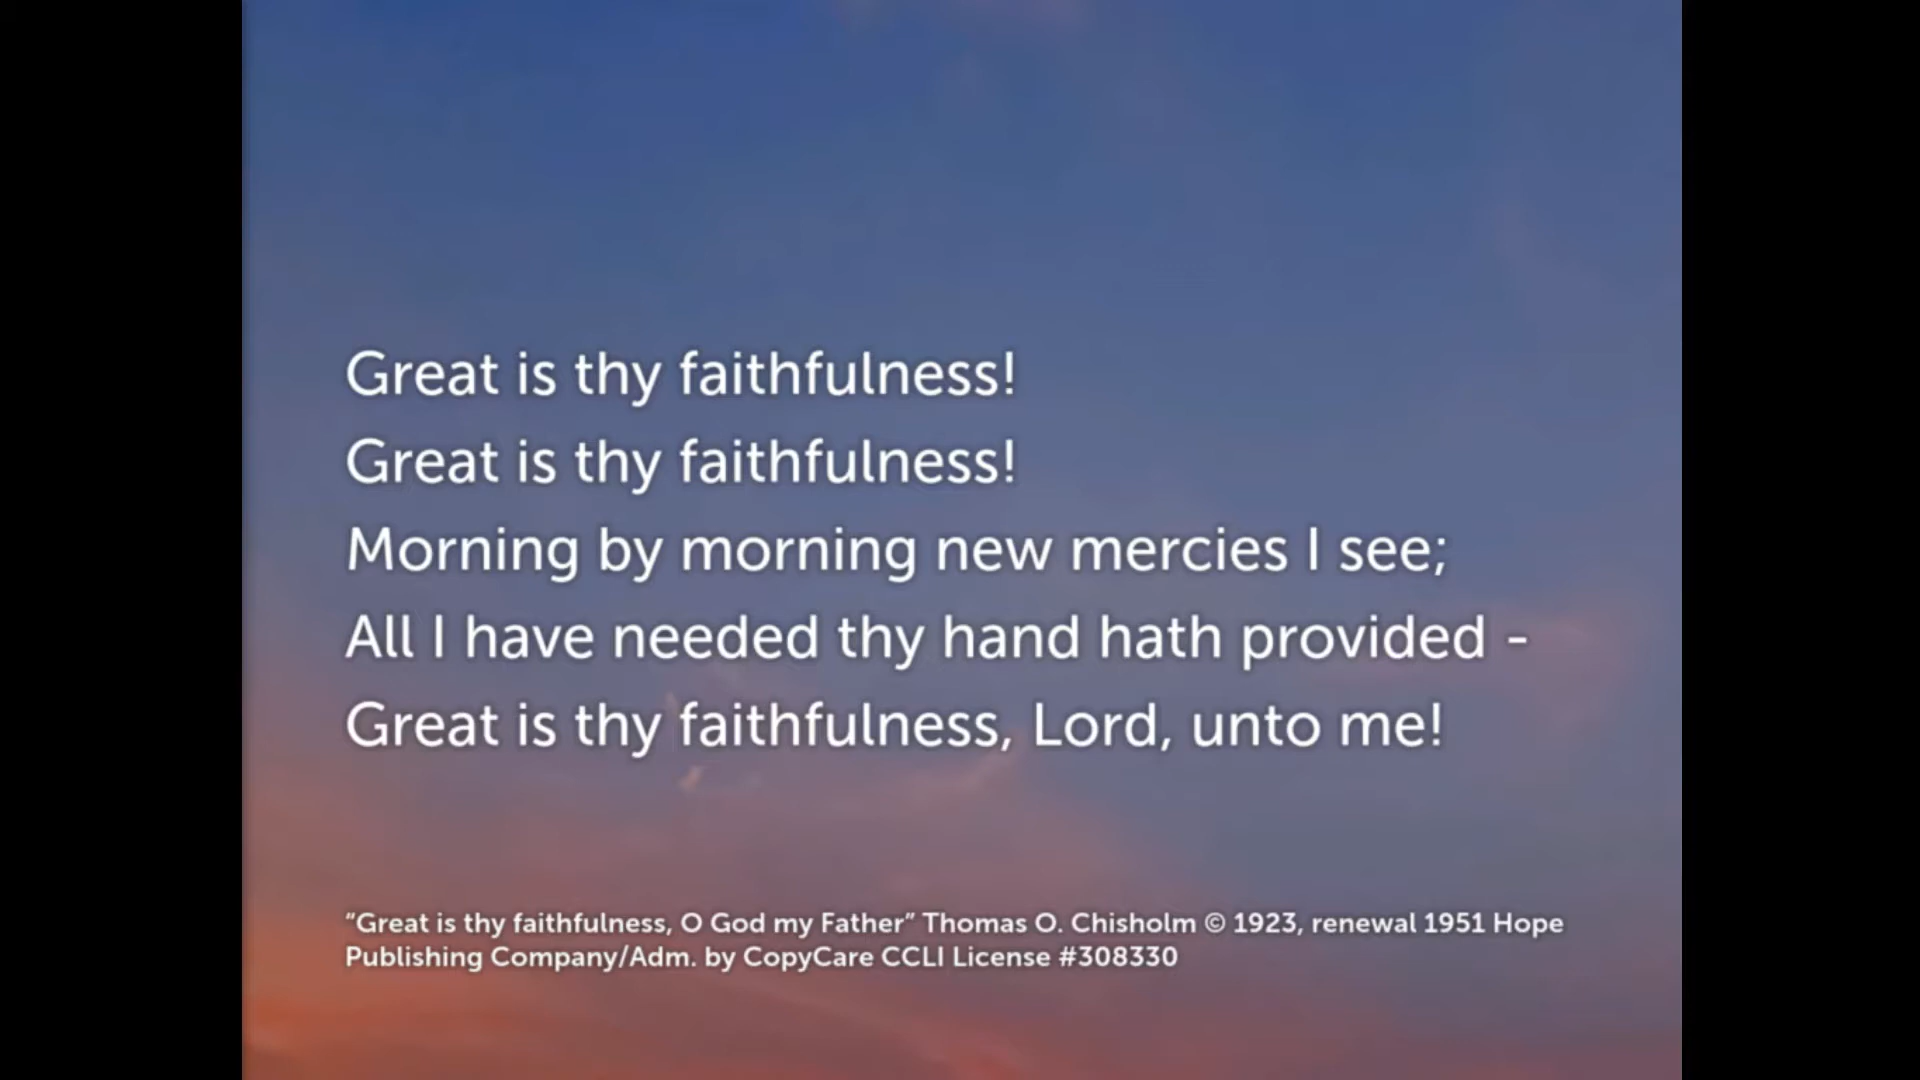 Great is thy faithfulness!
Great is thy faithfulness!
Morning by morning new mercies I see;
All I have needed thy hand hath provided -
Great is thy faithfulness, Lord, unto me!
“Great is thy faithfulness, O God my Father” Thomas O. Chisholm © 1923, renewal 1951 Hope
Publishing Company/Adm. by CopyCare CCLI License #308330